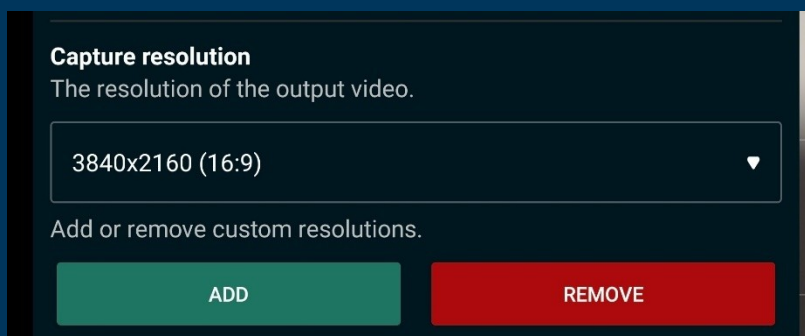 Capture resolution
The resolution of the output video.
3840x2160 (16:9)
Add or remove custom resolutions.
ADD
REMOVE